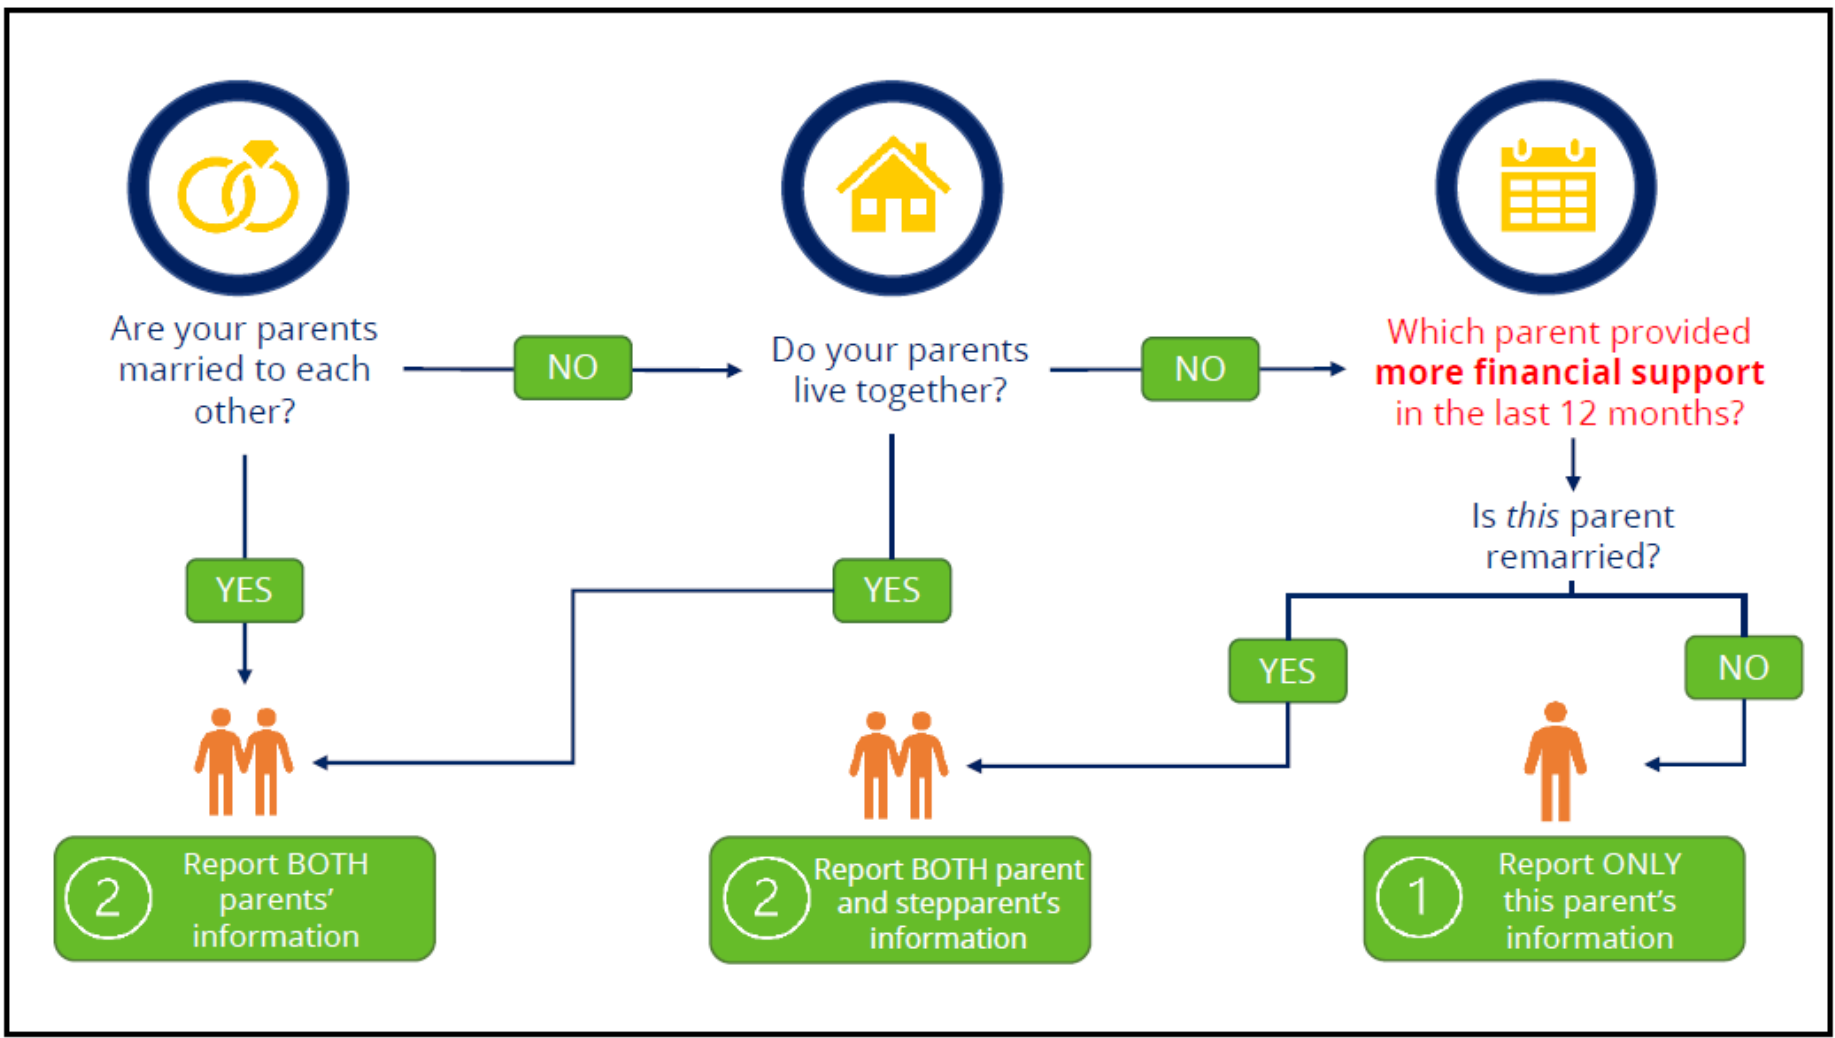 Are your parents
married to each
other?
NO
Do your parents
live together?
NO
Which parent provided
more financial support
in the last 12 months?
Is this parent
remarried?
YES
YES
YES
NO
2
Report BOTH
parents’
information
2
Report BOTH parent
and stepparent’s
information
1
Report ONLY
this parent’s
information